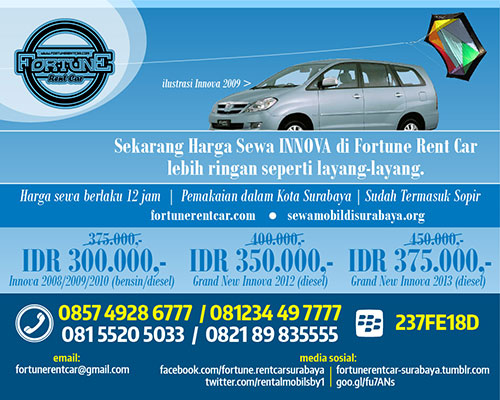 WWW.FORTUNERENTCAR.COM
FORTUNE
Rent Car
ilustrasi Innova 2009 >
Sekarang Harga Sewa INNOVA di Fortune Rent Car
lebih ringan seperti layang-layang.
Harga sewa berlaku 12 jam | Pemakaian dalam Kota Surabaya | Sudah Termasuk Sopir
fortunerentcar.com ● sewamobildisurabaya.org
375.000,- 400.000,- 450.000,-
IDR 300.000,- IDR 350.000,- IDR 375.000,-
Innova 2008/2009/2010 (bensin/diesel) Grand New Innova 2012 (diesel) Grand New Innova 2013 (diesel)
0857 4928 6777 / 081234 49 7777
081 5520 5033 / 0821 89 835555
237FE18D
email:
fortunerentcar@gmail.com
media sosial:
facebook.com/fortune.rentcarsurabaya | fortunerentcar-surabaya.tumblr.com
twitter.com/rentalmobilsby1 | goo.gl/fu7ANs